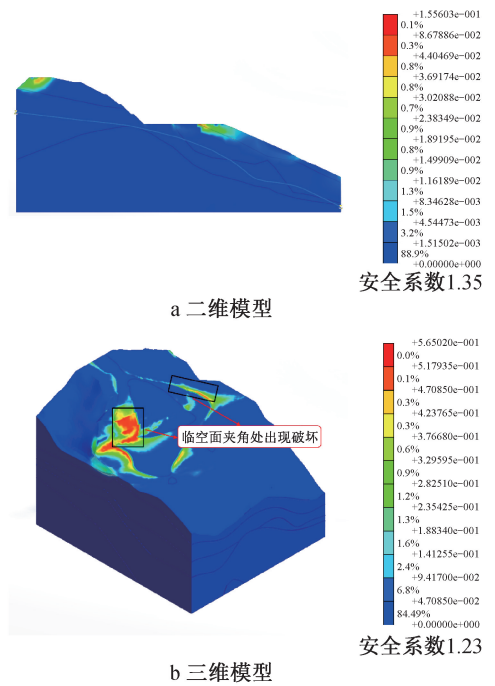 +1.55603e-001
0.1%
+8.67886e-002
0.3%
+4.40469e-002
0.8%
+3.69174e-002
0.8%
+3.02088e-002
0.7%
+2.38349e-002
0.9%
+1.89195e-002
0.8%
+1.49909e-002
0.9%
+1.16189e-002
1.3%
+8.34628e-003
1.5%
+4.54473e-003
3.2%
+1.51502e-003
88.9%
+0.00000e+000
安全系数1.35
a 二维模型
+5.65020e-001
0.0%
+5.17935e-001
0.1%
+4.70850e-001
0.3%
+4.23765e-001
0.3%
+3.76680e-001
0.6%
+3.29595e-001
0.9%
+2.82510e-001
1.2%
+2.35425e-001
1.3%
+1.88340e-001
1.6%
+1.41255e-001
2.4%
+9.41700e-002
6.8%
+4.70850e-002
84.49%
+0.00000e+000
临空面夹角处出现破坏
安全系数1.23
b 三维模型